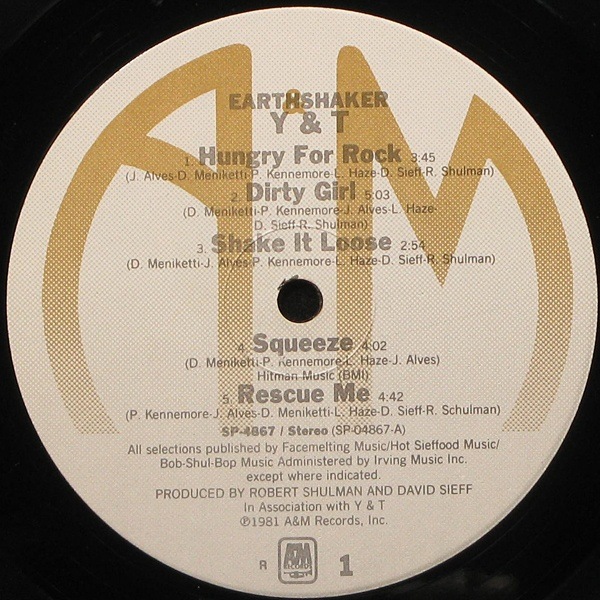 EARTHSHAKER
Y & T
1. Hungry For Rock 3:45
(J. Alves-D. Meniketti-P. Kennemore-L. Haze-D. Sieff-R. Shulman)
2. Dirty Girl 5:03
(D. Meniketti-P. Kennemore-J. Alves-L. Haze-
D. Sieff-R. Shulman)
3. Shake It Loose 2:54
(D. Meniketti-J. Alves-P. Kennemore-L. Haze-D. Sieff-R. Shulman)
4. Squeeze 4:02
(D. Meniketti-P. Kennemore-L. Haze-J. Alves)
Hitman Music (BMI)
5. Rescue Me 4:42
(P. Kennemore-J. Alves-D. Meniketti-L. Haze-D. Sieff-R. Schulman)
SP-4867 / Stereo (SP-04867-A)
All selections published by Facemelting Music/Hot Sieffood Music/
Bob-Shul-Bop Music Administered by Irving Music Inc.
except where indicated.
PRODUCED BY ROBERT SHULMAN AND DAVID SIEFF
In Association with Y & T
℗1981 A&M Records, Inc.
R A&M RECORDS 1